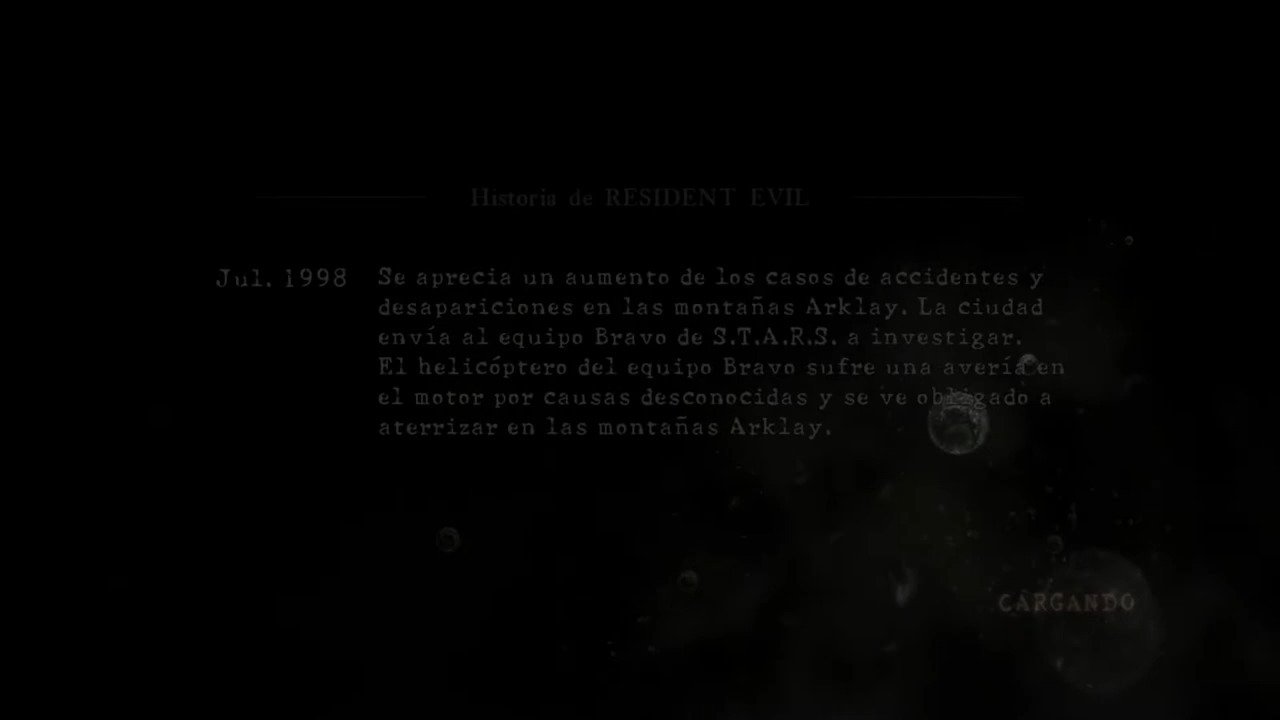 Historia de RESIDENT EVIL
Jul. 1998 Se aprecia un aumento de los casos de accidentes y
desapariciones en las montañas Arklay. La ciudad
envía al equipo Bravo de S.T.A.R.S. a investigar.
El helicóptero del equipo Bravo sufre una avería en
el motor por causas desconocidas y se ve obligado a
aterrizar en las montañas Arklay.
CARGANDO